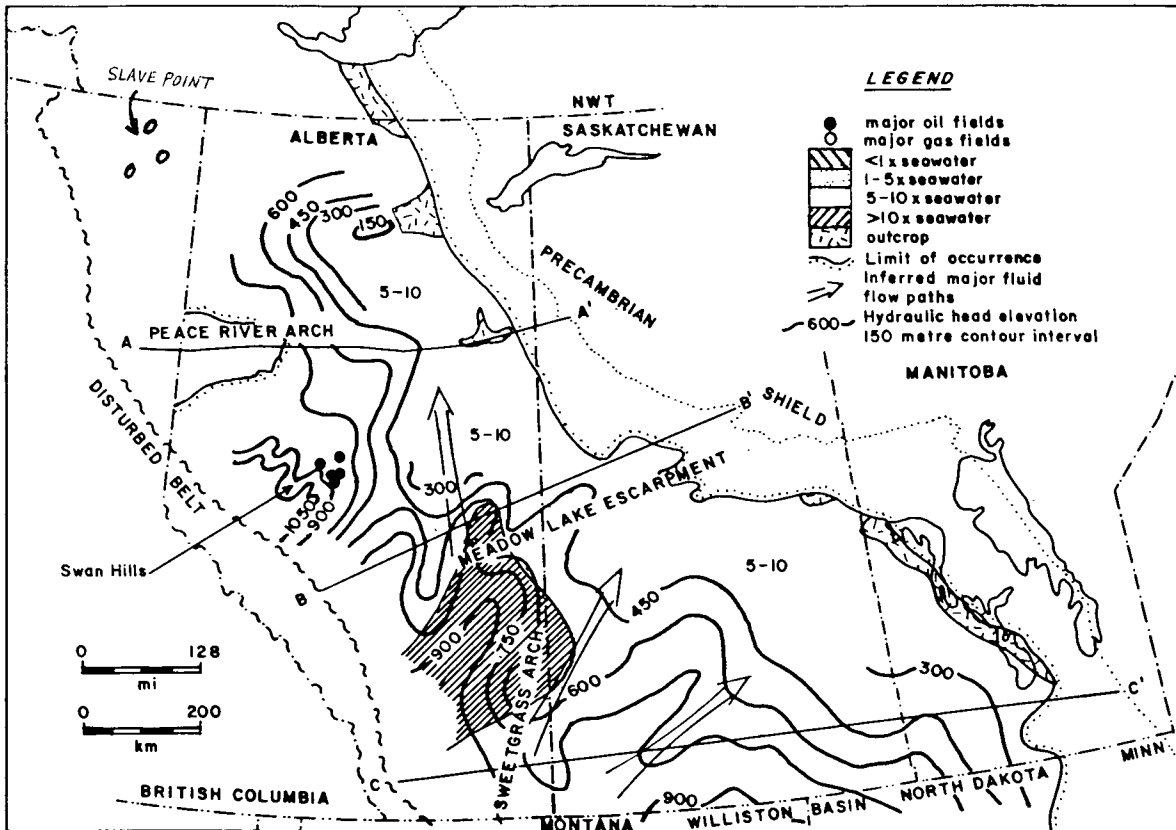 SLAVE POINT
NWT
ALBERTA
SASKATCHEWAN
LEGEND
major oil fields
major gas fields
<1x seawater
1-5x seawater
5-10x seawater
>10x seawater
outcrop
Limit of occurrence
Inferred major fluid
flow paths
600 Hydraulic head elevation
150 metre contour interval
600
450
300
150
5-10
PRECAMBRIAN
SHIELD
A
PEACE RIVER ARCH
A'
MANITOBA
DISTURBED BELT
B'
5-10
300
MEADOW LAKE ESCARPMENT
1050
900
Swan Hills
B
5-10
450
900
750
SWEETGRASS ARCH
600
300
0 128
mi
0 200
km
C
C'
BRITISH COLUMBIA
900
MONTANA
WILLISTON BASIN
NORTH DAKOTA
MINN